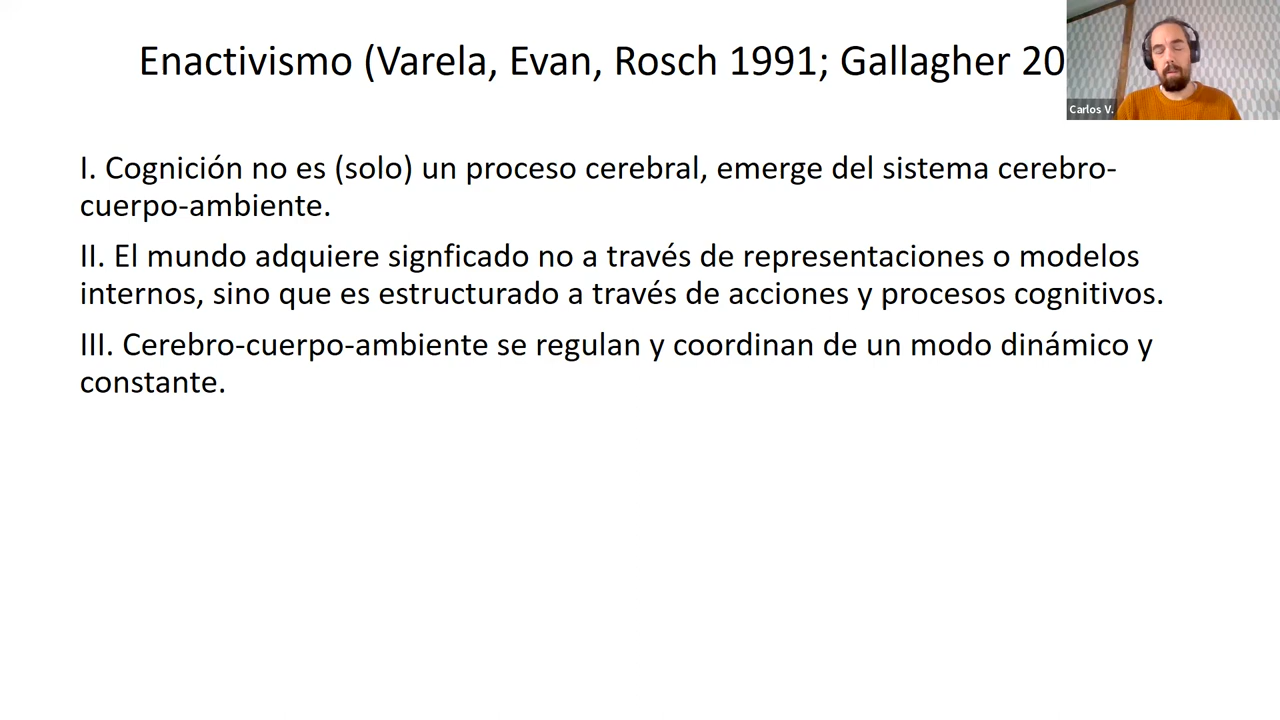 Enactivismo (Varela, Evan, Rosch 1991; Gallagher 20
Carlos V.
I. Cognición no es (solo) un proceso cerebral, emerge del sistema cerebro-
cuerpo-ambiente.
II. El mundo adquiere signficado no a través de representaciones o modelos
internos, sino que es estructurado a través de acciones y procesos cognitivos.
III. Cerebro-cuerpo-ambiente se regulan y coordinan de un modo dinámico y
constante.